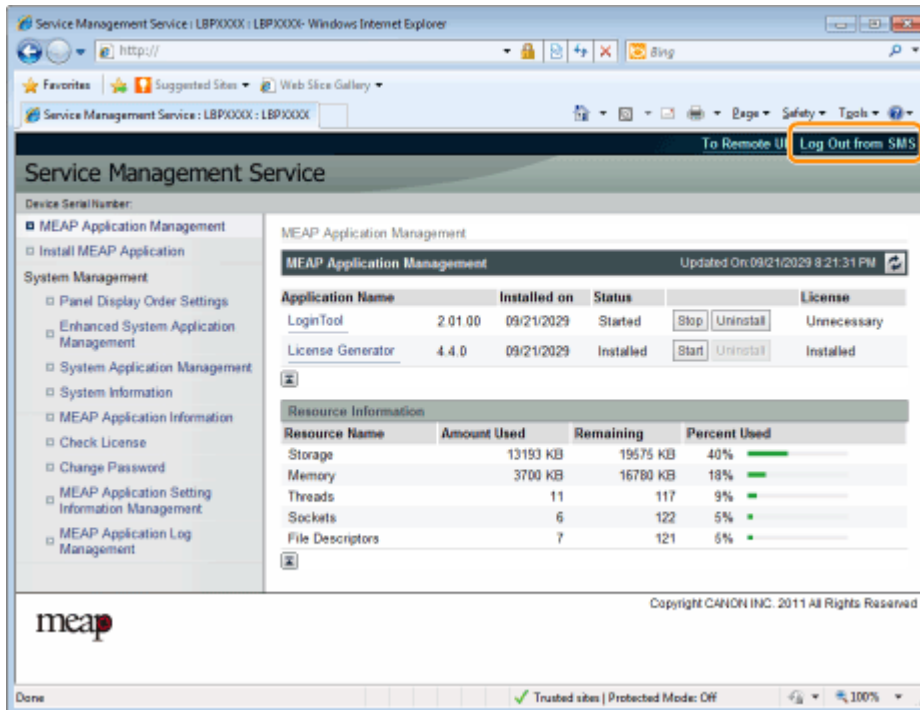 Service Management Service : LBPXXXX : LBPXXXX- Windows Internet Explorer
http://
Bing
Favorites Suggested Sites Web Slice Gallery
Service Management Service : LBPXXXX : LBPXXXX
Page Safety Tools
To Remote UI Log Out from SMS
Service Management Service
Device Serial Number:
MEAP Application Management
Install MEAP Application
System Management
Panel Display Order Settings
Enhanced System Application
Management
System Application Management
System Information
MEAP Application Information
Check License
Change Password
MEAP Application Setting
Information Management
MEAP Application Log
Management
MEAP Application Management
MEAP Application Management Updated On:09/21/2029 8:21:31 PM
Application Name Installed on Status License
LoginTool 2.01.00 09/21/2029 Started Stop Uninstall Unnecessary
License Generator 4.4.0 09/21/2029 Installed Start Uninstall Installed
Resource Information
Resource Name Amount Used Remaining Percent Used
Storage 13193 KB 19575 KB 40%
Memory 3700 KB 16780 KB 18%
Threads 11 117 9%
Sockets 6 122 5%
File Descriptors 7 121 6%
Copyright CANON INC. 2011 All Rights Reserved
meap
Done Trusted sites | Protected Mode: Off 100%